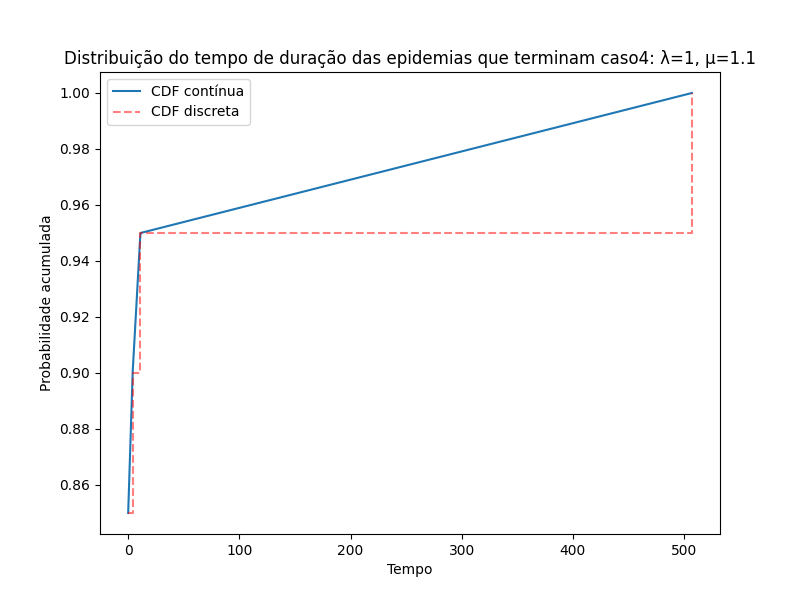 Distribuição do tempo de duração das epidemias que terminam caso4: λ=1, μ=1.1
CDF contínua
CDF discreta
1.00
0.98
0.96
0.94
0.92
0.90
0.88
0.86
Probabilidade acumulada
0 100 200 300 400 500
Tempo